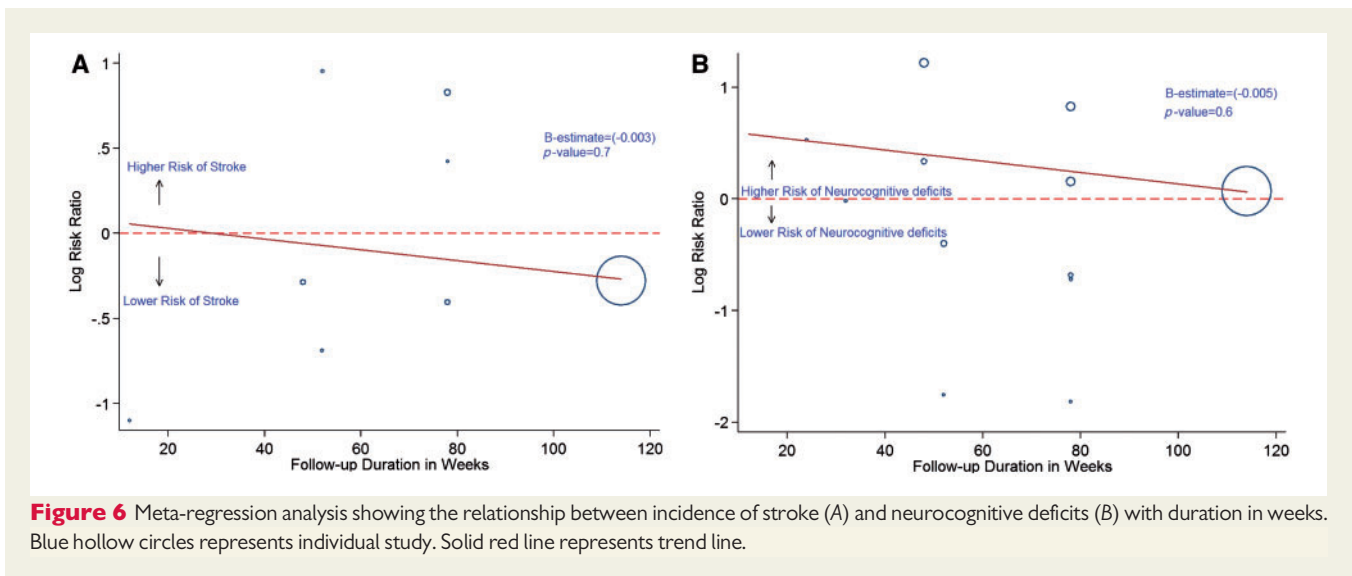 A
1
.5
0
-.5
-1
Log Risk Ratio
Higher Risk of Stroke
Lower Risk of Stroke
B-estimate=(-0.003)
p-value=0.7
20 40 60 80 100 120
Follow-up Duration in Weeks
B
1
0
-1
-2
Log Risk Ratio
B-estimate=(-0.005)
p-value=0.6
Higher Risk of Neurocognitive deficits
Lower Risk of Neurocognitive deficits
20 40 60 80 100 120
Follow-up Duration in Weeks
Figure 6 Meta-regression analysis showing the relationship between incidence of stroke (A) and neurocognitive deficits (B) with duration in weeks.
Blue hollow circles represents individual study. Solid red line represents trend line.